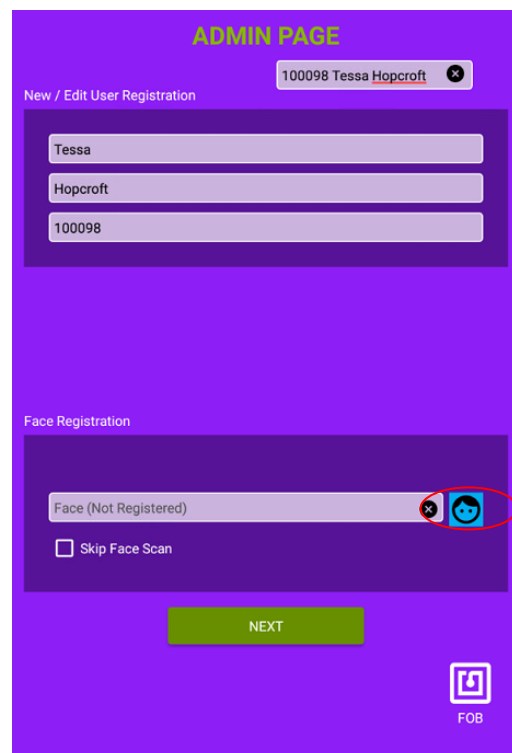 ADMIN PAGE
100098 Tessa Hopcroft
New / Edit User Registration
Tessa
Hopcroft
100098
Face Registration
Face (Not Registered)
Skip Face Scan
NEXT
FOB